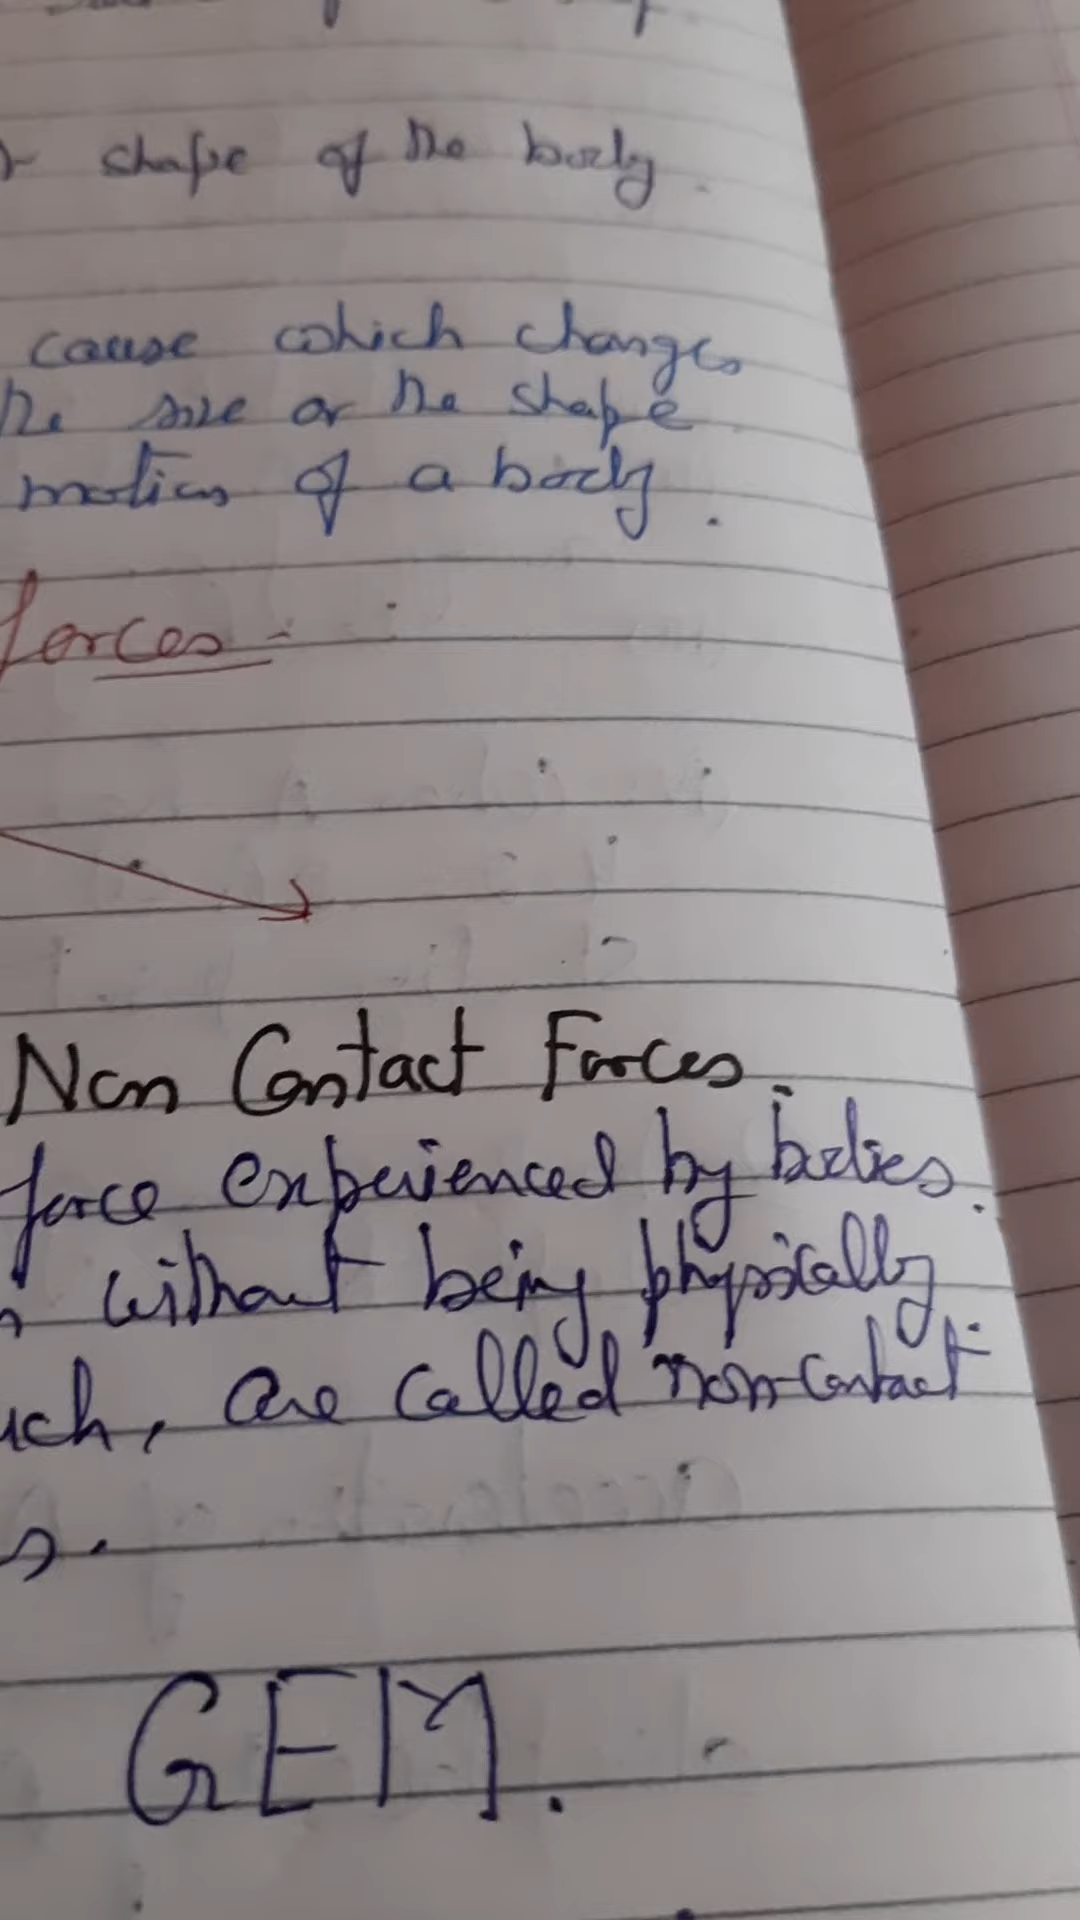 shape of the body.
cause which changes
the size or the shape
motion of a body.
forces -
Non Contact Forces.
force experienced by bodies.
without being physically
uch, are called non-contact
s.
GEM.